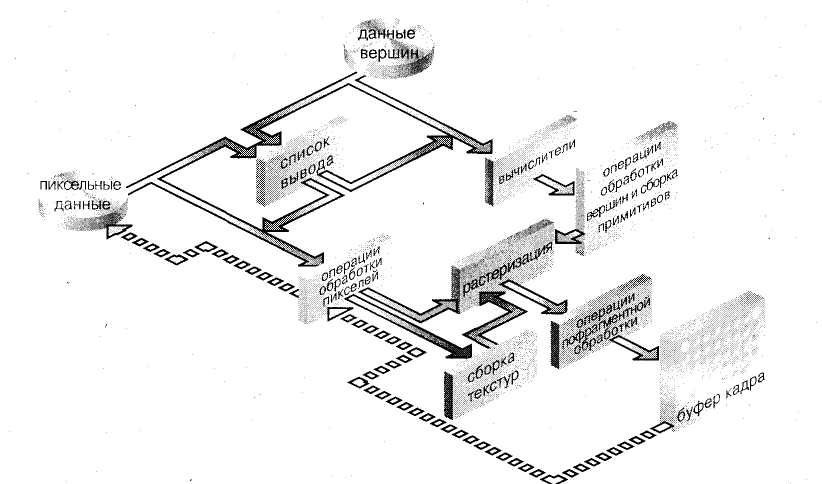 данные
вершин
список
вывода
вычислители
операции
обработки
вершин и сборка
примитивов
пиксельные
данные
операции
обработки
пикселей
растеризация
операции
пофрагментной
обработки
сборка
текстур
буфер кадра